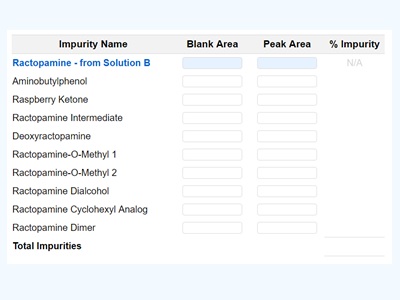 Impurity Name Blank Area Peak Area % Impurity
Ractopamine - from Solution B N/A
Aminobutylphenol
Raspberry Ketone
Ractopamine Intermediate
Deoxyractopamine
Ractopamine-O-Methyl 1
Ractopamine-O-Methyl 2
Ractopamine Dialcohol
Ractopamine Cyclohexyl Analog
Ractopamine Dimer
Total Impurities